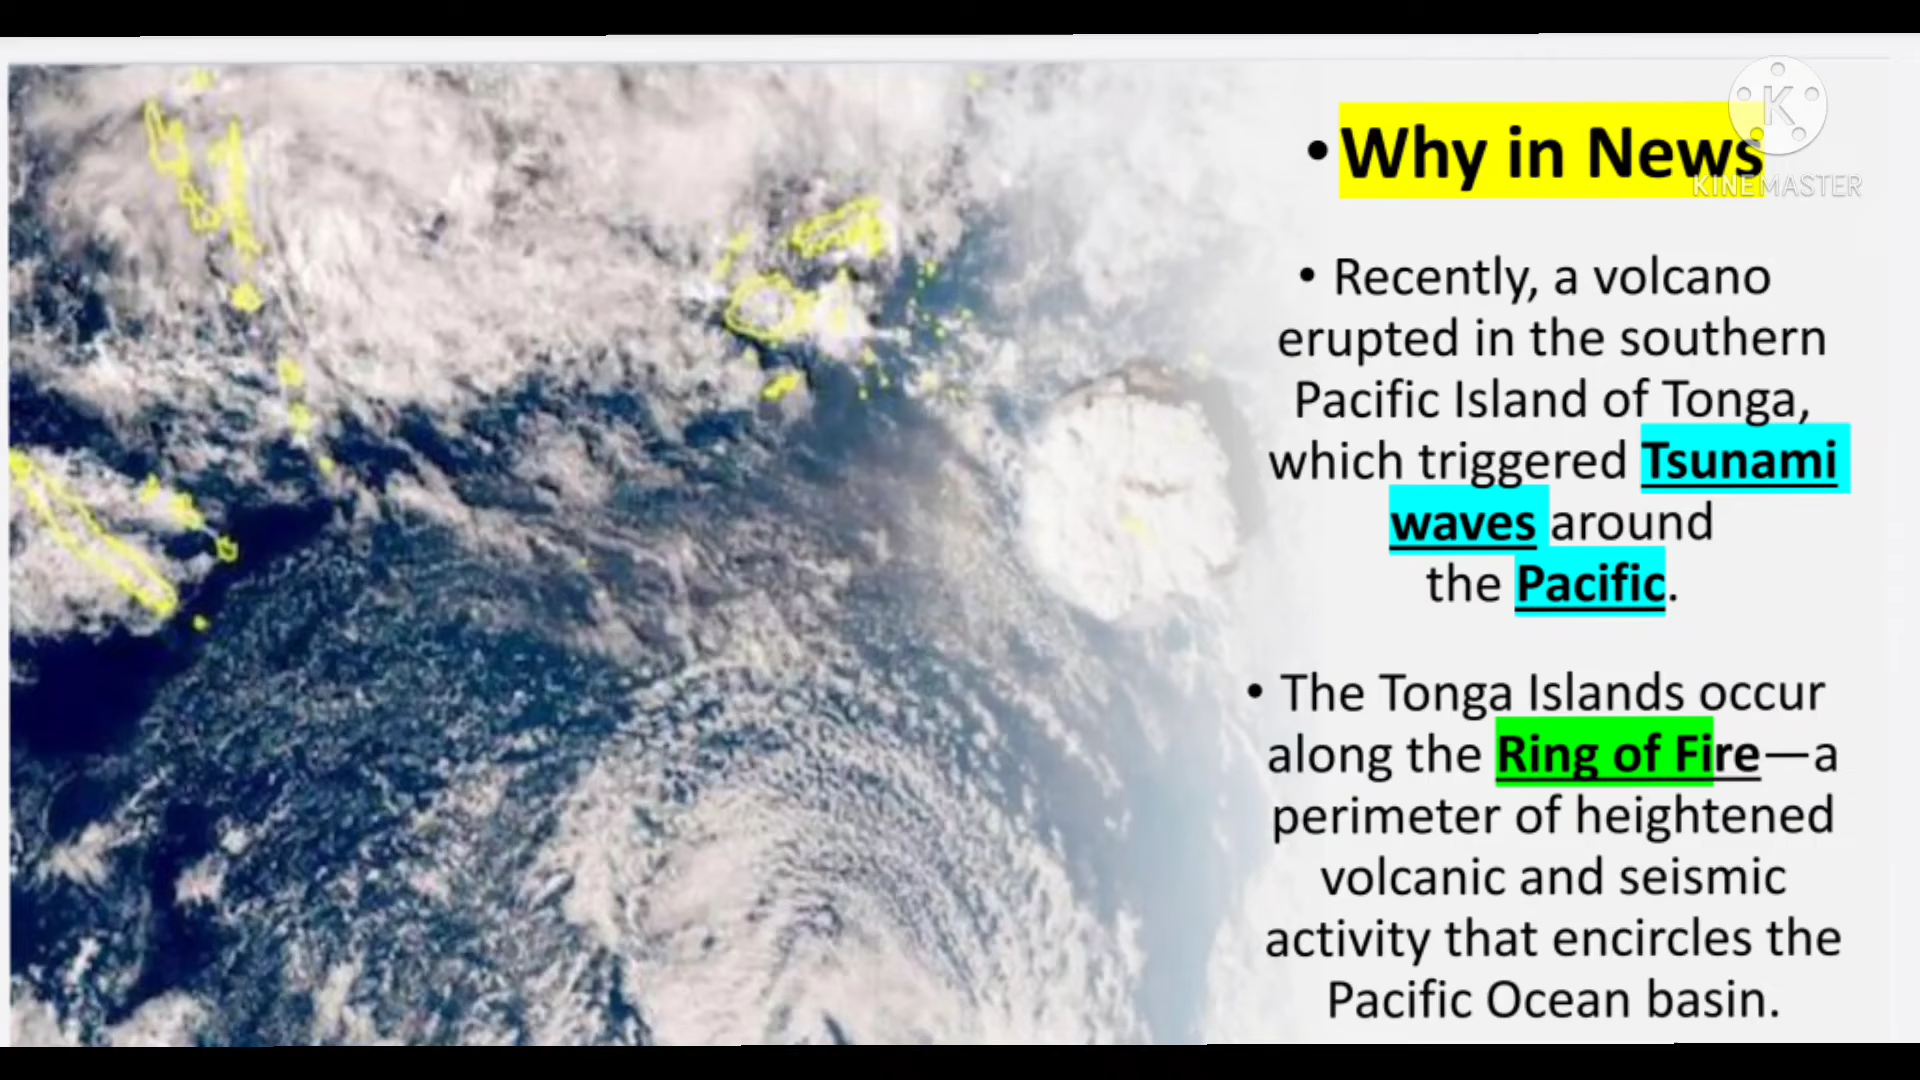 • Why in News
K
KINEMASTER
• Recently, a volcano
erupted in the southern
Pacific Island of Tonga,
which triggered Tsunami
waves around
the Pacific.
• The Tonga Islands occur
along the Ring of Fire—a
perimeter of heightened
volcanic and seismic
activity that encircles the
Pacific Ocean basin.